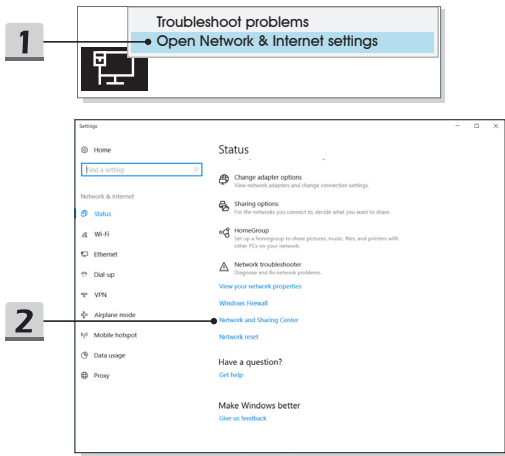 Troubleshoot problems
1
Open Network & Internet settings
Settings
Home
Find a setting
Network & Internet
Status
Wi-Fi
Ethernet
Dial-up
VPN
Airplane mode
Mobile hotspot
Data usage
Proxy
Status
Change adapter options
View network adapters and change connection settings.
Sharing options
For the networks you connect to, decide what you want to share.
HomeGroup
Set up a homegroup to share pictures, music, files, and printers with
other PCs on your network.
Network troubleshooter
Diagnose and fix network problems.
View your network properties
Windows Firewall
2
Network and Sharing Center
Network reset
Have a question?
Get help
Make Windows better
Give us feedback